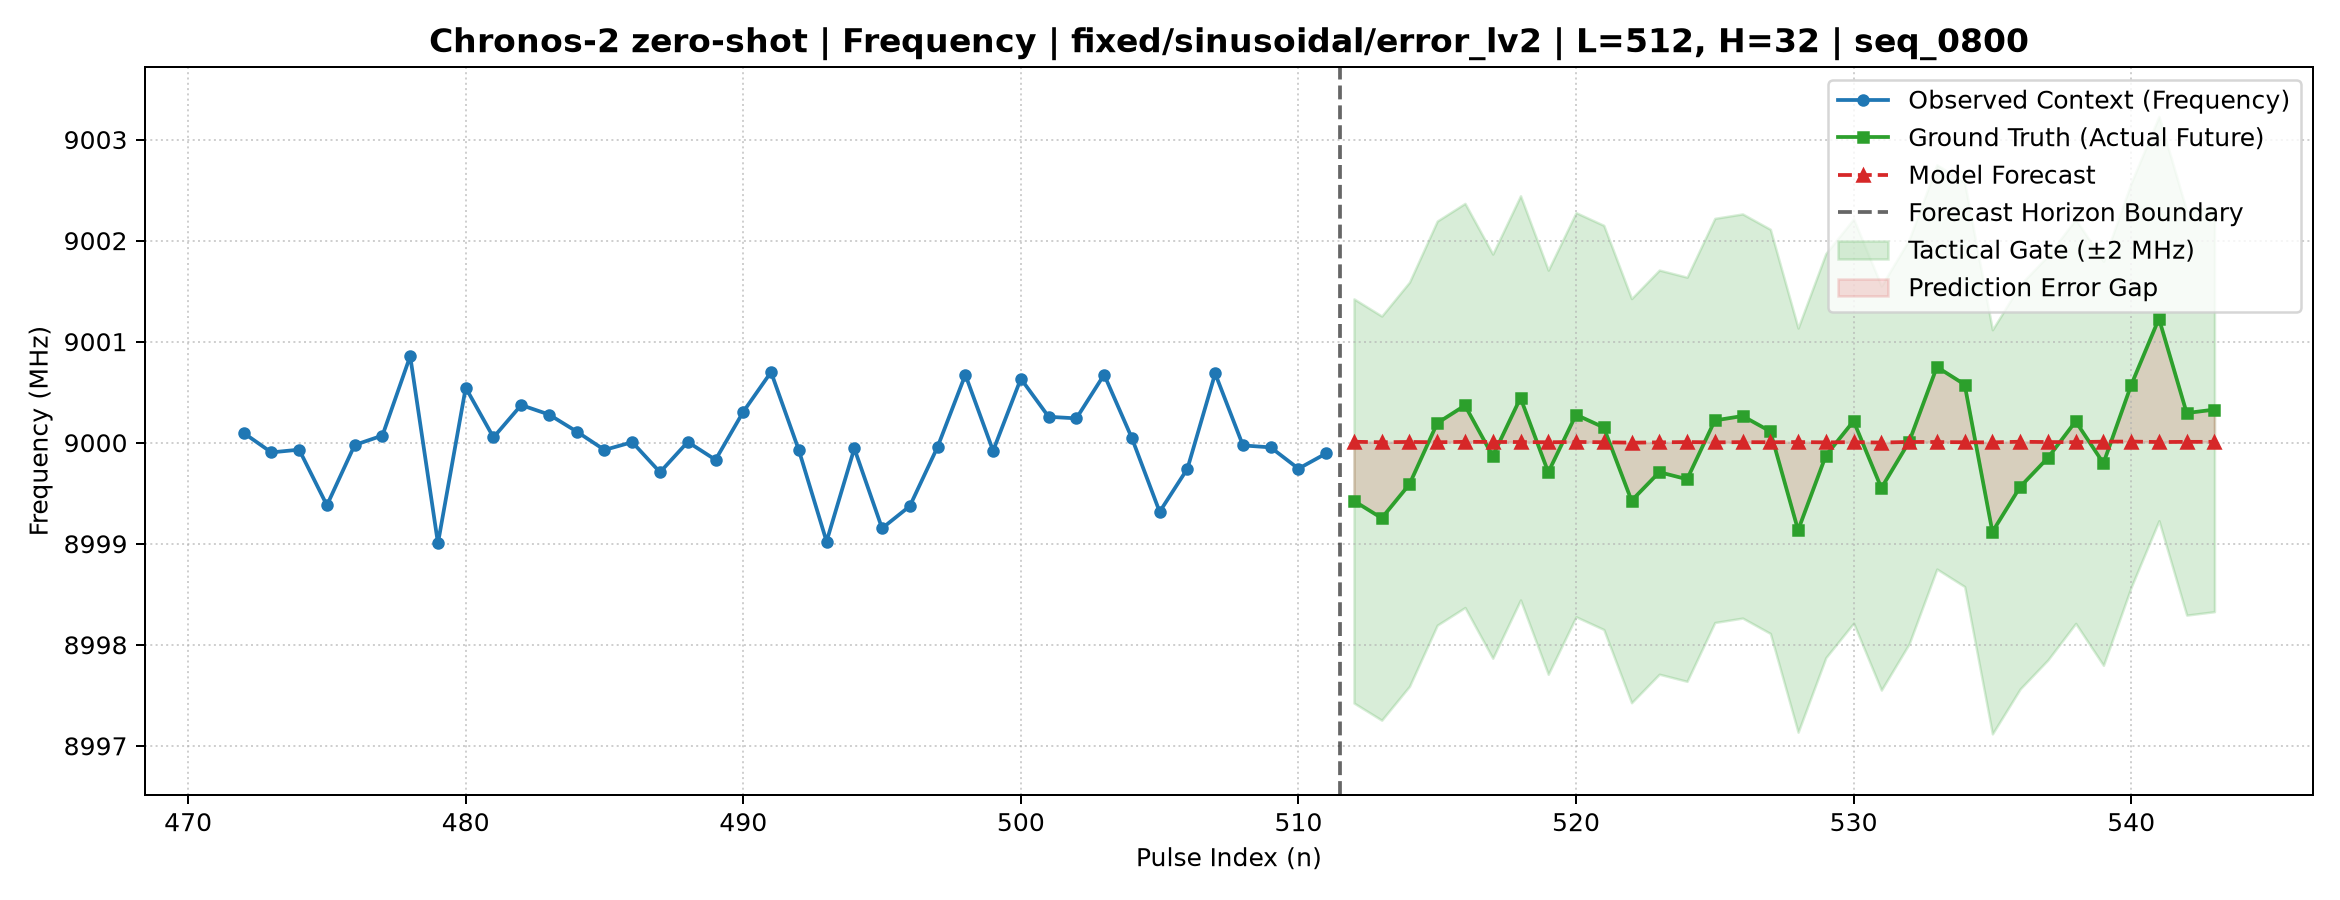 Chronos-2 zero-shot | Frequency | fixed/sinusoidal/error_lv2 | L=512, H=32 | seq_0800
Observed Context (Frequency)
Ground Truth (Actual Future)
Model Forecast
Forecast Horizon Boundary
Tactical Gate (±2 MHz)
Prediction Error Gap
Frequency (MHz)
9003
9002
9001
9000
8999
8998
8997
470 480 490 500 510 520 530 540
Pulse Index (n)